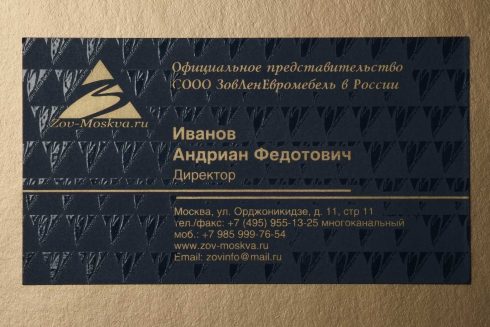 Официальное представительство
СООО ЗовЛенЕвромебель в России
Zov-Moskva.ru
Иванов
Андриан Федотович
Директор
Москва, ул. Орджоникидзе, д. 11, стр 11
тел./факс: +7 (495) 955-13-25 многоканальный
моб.: +7 985 999-76-54
www.zov-moskva.ru
Email: zovinfo@mail.ru